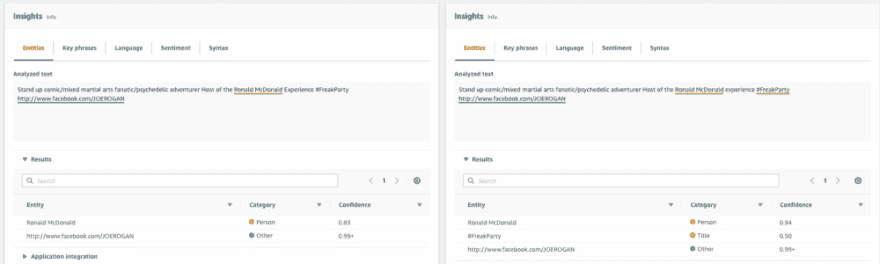 Insights Info
Entities Key phrases Language Sentiment Syntax
Analyzed text
Stand up comic/mixed martial arts fanatic/psychedelic adventurer Host of the Ronald McDonald Experience #FreakParty
http://www.facebook.com/JOEROGAN
Results
Search
1
Entity Category Confidence
Ronald McDonald Person 0.89
http://www.facebook.com/JOEROGAN Other 0.99+
Application integration
Insights Info
Entities Key phrases Language Sentiment Syntax
Analyzed text
Stand up comic/mixed martial arts fanatic/psychedelic adventurer Host of the Ronald McDonald experience #FreakParty
http://www.facebook.com/JOEROGAN
Results
Search
1
Entity Category Confidence
Ronald McDonald Person 0.94
#FreakParty Title 0.50
http://www.facebook.com/JOEROGAN Other 0.99+